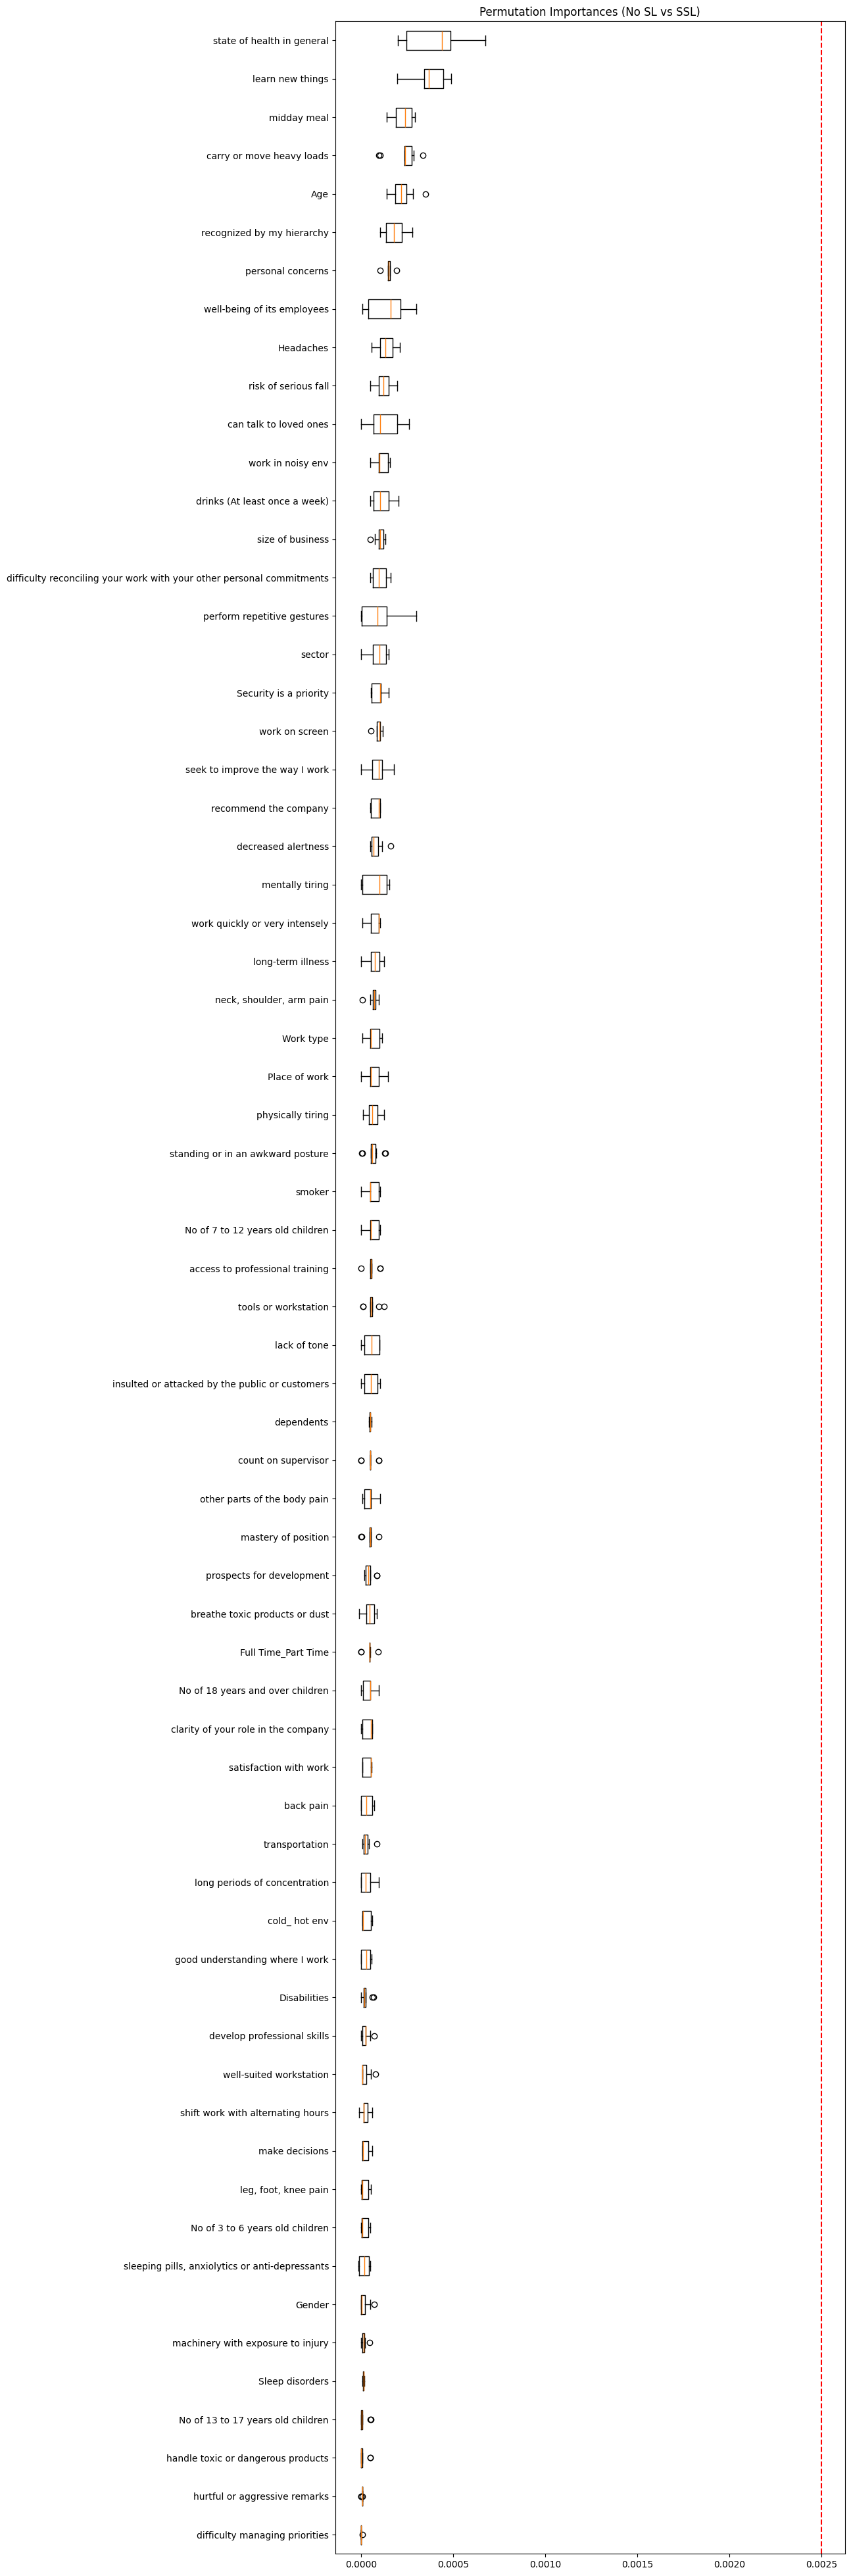 Permutation Importances (No SL vs SSL)
state of health in general
learn new things
midday meal
carry or move heavy loads
Age
recognized by my hierarchy
personal concerns
well-being of its employees
Headaches
risk of serious fall
can talk to loved ones
work in noisy env
drinks (At least once a week)
size of business
difficulty reconciling your work with your other personal commitments
perform repetitive gestures
sector
Security is a priority
work on screen
seek to improve the way I work
recommend the company
decreased alertness
mentally tiring
work quickly or very intensely
long-term illness
neck, shoulder, arm pain
Work type
Place of work
physically tiring
standing or in an awkward posture
smoker
No of 7 to 12 years old children
access to professional training
tools or workstation
lack of tone
insulted or attacked by the public or customers
dependents
count on supervisor
other parts of the body pain
mastery of position
prospects for development
breathe toxic products or dust
Full Time_Part Time
No of 18 years and over children
clarity of your role in the company
satisfaction with work
back pain
transportation
long periods of concentration
cold_ hot env
good understanding where I work
Disabilities
develop professional skills
well-suited workstation
shift work with alternating hours
make decisions
leg, foot, knee pain
No of 3 to 6 years old children
sleeping pills, anxiolytics or anti-depressants
Gender
machinery with exposure to injury
Sleep disorders
No of 13 to 17 years old children
handle toxic or dangerous products
hurtful or aggressive remarks
difficulty managing priorities
0.0000 0.0005 0.0010 0.0015 0.0020 0.0025